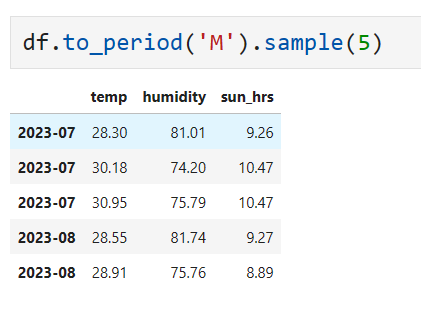 df.to_period('M').sample(5)
temp humidity sun_hrs
2023-07 28.30 81.01 9.26
2023-07 30.18 74.20 10.47
2023-07 30.95 75.79 10.47
2023-08 28.55 81.74 9.27
2023-08 28.91 75.76 8.89